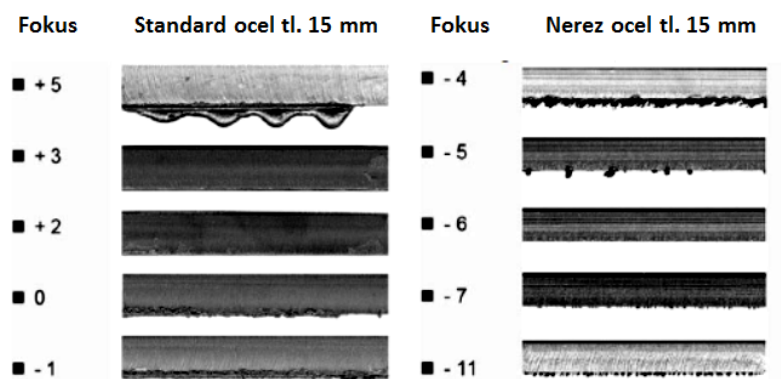 Fokus Standard ocel tl. 15 mm Fokus Nerez ocel tl. 15 mm
■ + 5
■ + 3
■ + 2
■ 0
■ - 1
■ - 4
■ - 5
■ - 6
■ - 7
■ - 11